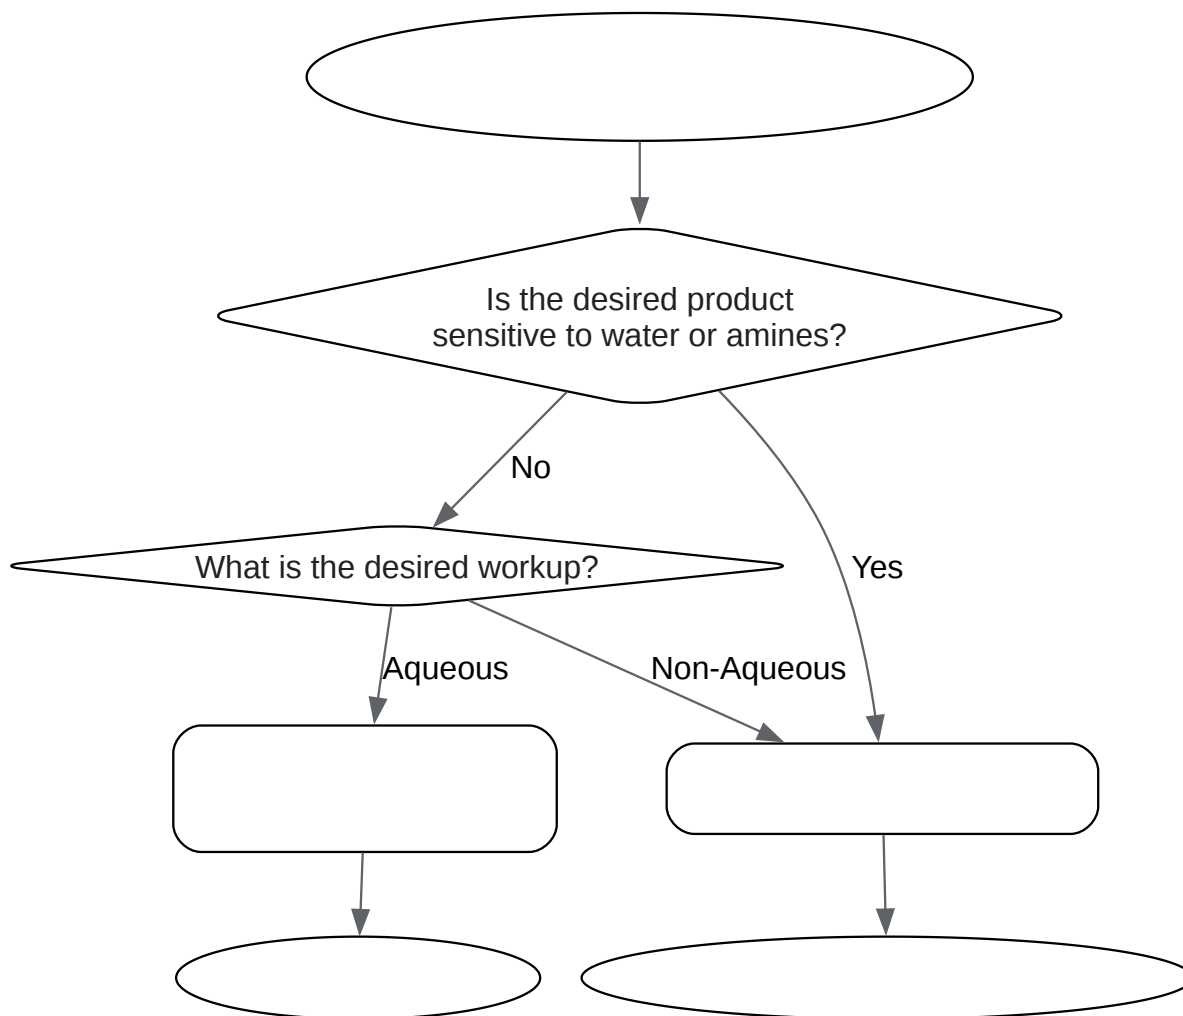 Is the desired product
sensitive to water or amines?
No
What is the desired workup?
Yes
Aqueous
Non-Aqueous